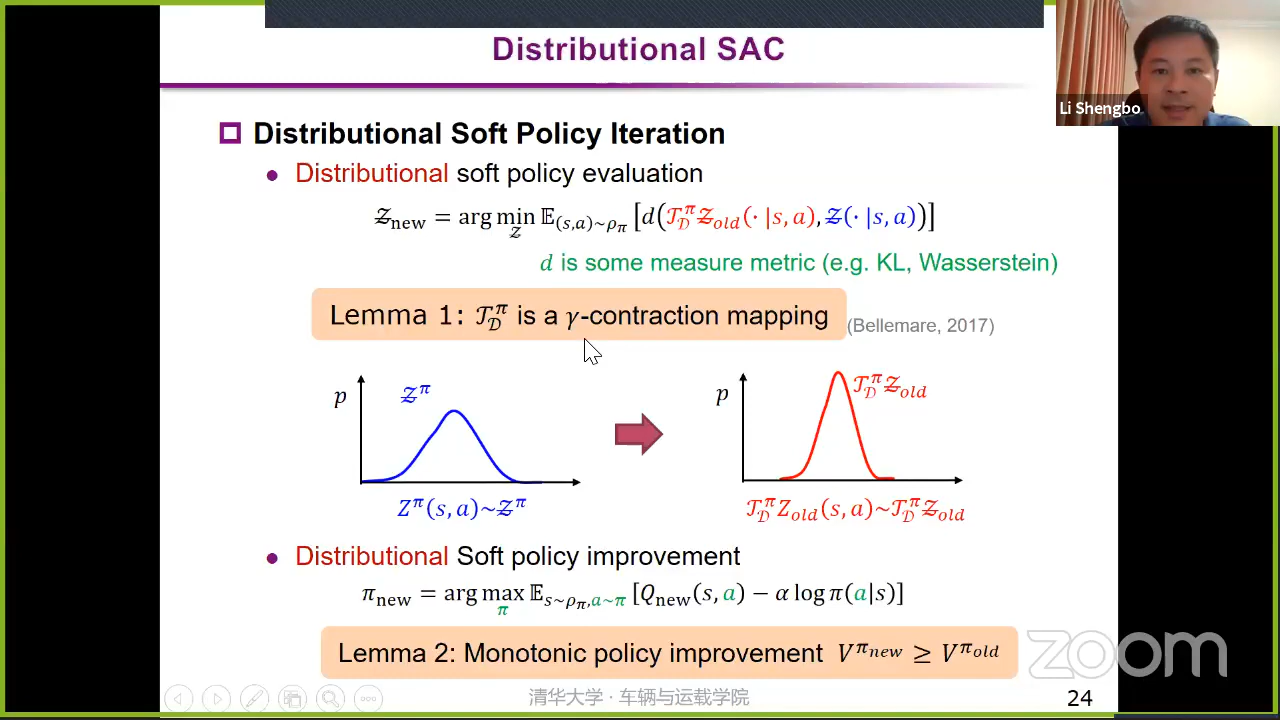 Distributional SAC
Li Shengbo
Distributional Soft Policy Iteration
Distributional soft policy evaluation
𝒵_new = arg min_𝒵 𝔼_(s,a)∼ρ_π [d(𝒯_𝒟^π 𝒵_old(· |s, a), 𝒵(· |s, a))]
d is some measure metric (e.g. KL, Wasserstein)
Lemma 1: 𝒯_𝒟^π is a γ-contraction mapping
(Bellemare, 2017)
p 𝒵^π
p 𝒯_𝒟^π 𝒵_old
Z^π(s, a)~𝒵^π
𝒯_𝒟^π Z_old(s, a)~𝒯_𝒟^π 𝒵_old
Distributional Soft policy improvement
π_new = arg max_π 𝔼_s∼ρ_π,a∼π [Q_new(s, a) − α log π(a|s)]
Lemma 2: Monotonic policy improvement V^π_new ≥ V^π_old
zoom
清华大学 · 车辆与运载学院
24